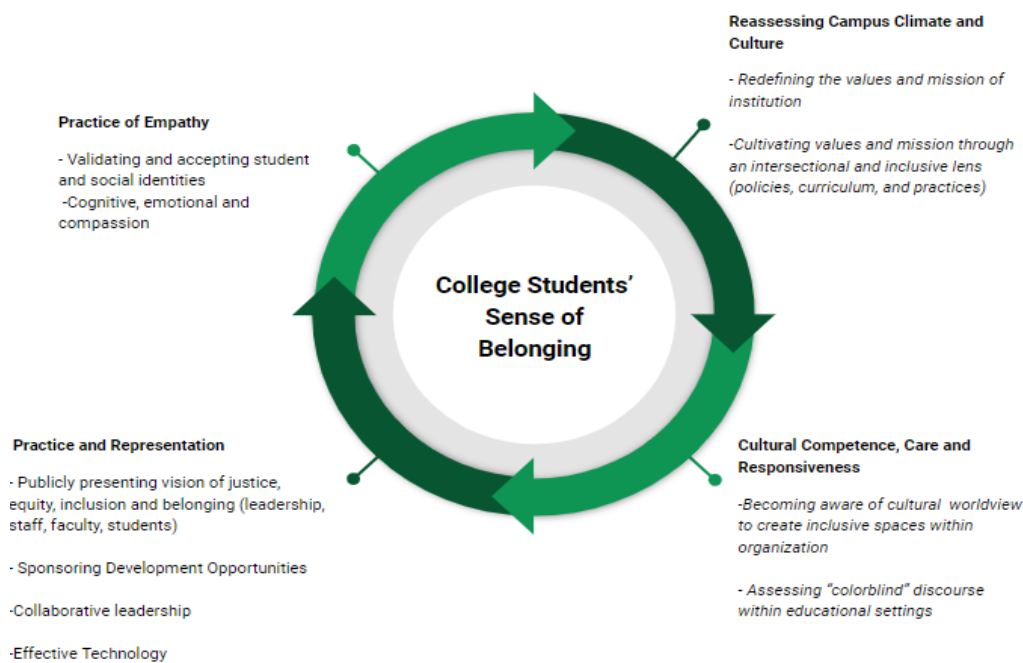 Reassessing Campus Climate and
Culture
- Redefining the values and mission of
institution
-Cultivating values and mission through
an intersectional and inclusive lens
(policies, curriculum, and practices)
Practice of Empathy
- Validating and accepting student
and social identities
-Cognitive, emotional and
compassion
College Students’
Sense of
Belonging
Practice and Representation
- Publicly presenting vision of justice,
equity, inclusion and belonging (leadership,
staff, faculty, students)
- Sponsoring Development Opportunities
-Collaborative leadership
-Effective Technology
Cultural Competence, Care and
Responsiveness
-Becoming aware of cultural worldview
to create inclusive spaces within
organization
- Assessing “colorblind” discourse
within educational settings